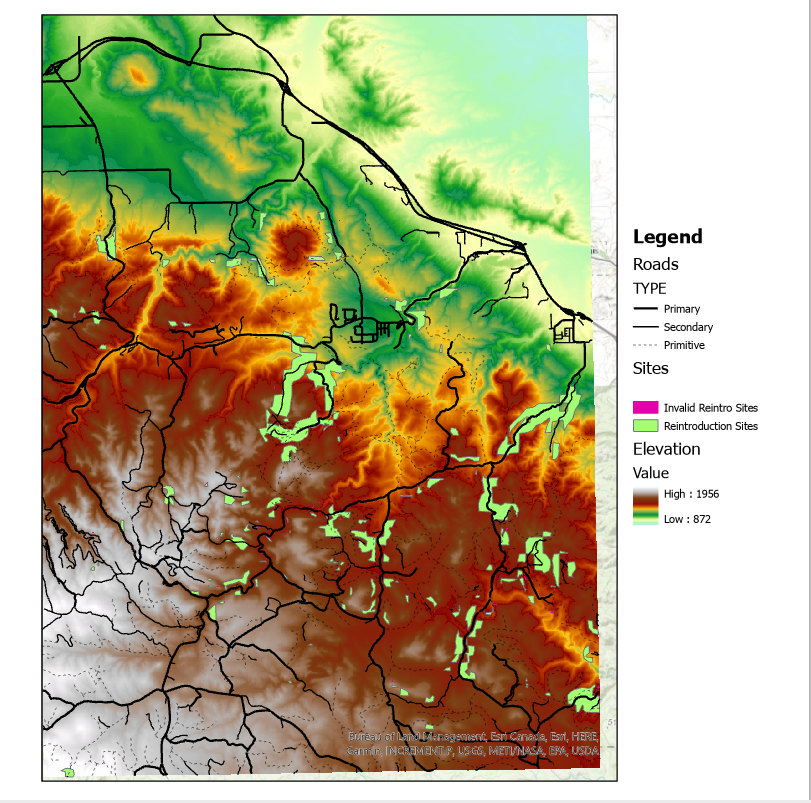 Legend
Roads
TYPE
Primary
Secondary
Primitive
Sites
Invalid Reintro Sites
Reintroduction Sites
Elevation
Value
High : 1956
Low : 872
Bureau of Land Management, Esri Canada, Esri, HERE,
Garmin, INCREMENT P, USGS, METI/NASA, EPA, USDA